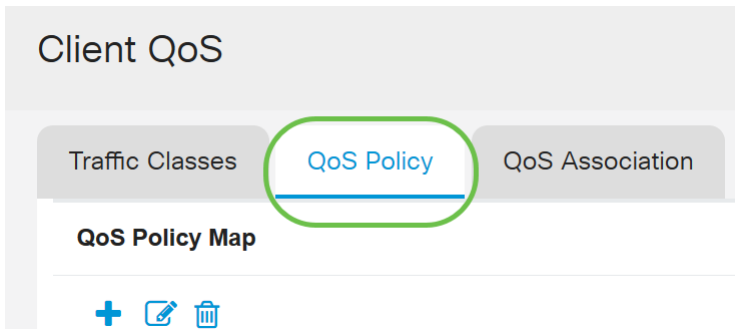 Client QoS
Traffic Classes QoS Policy QoS Association
QoS Policy Map